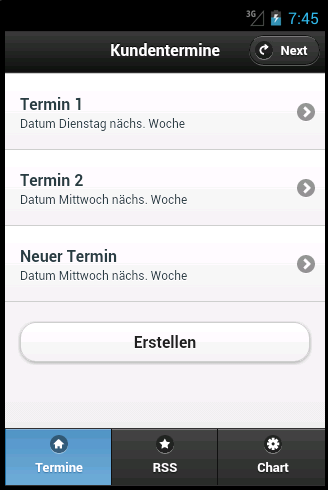 3G 7:45
Kundentermine Next
Termin 1
Datum Dienstag nächs. Woche
Termin 2
Datum Mittwoch nächs. Woche
Neuer Termin
Datum Mittwoch nächs. Woche
Erstellen
Termine RSS Chart